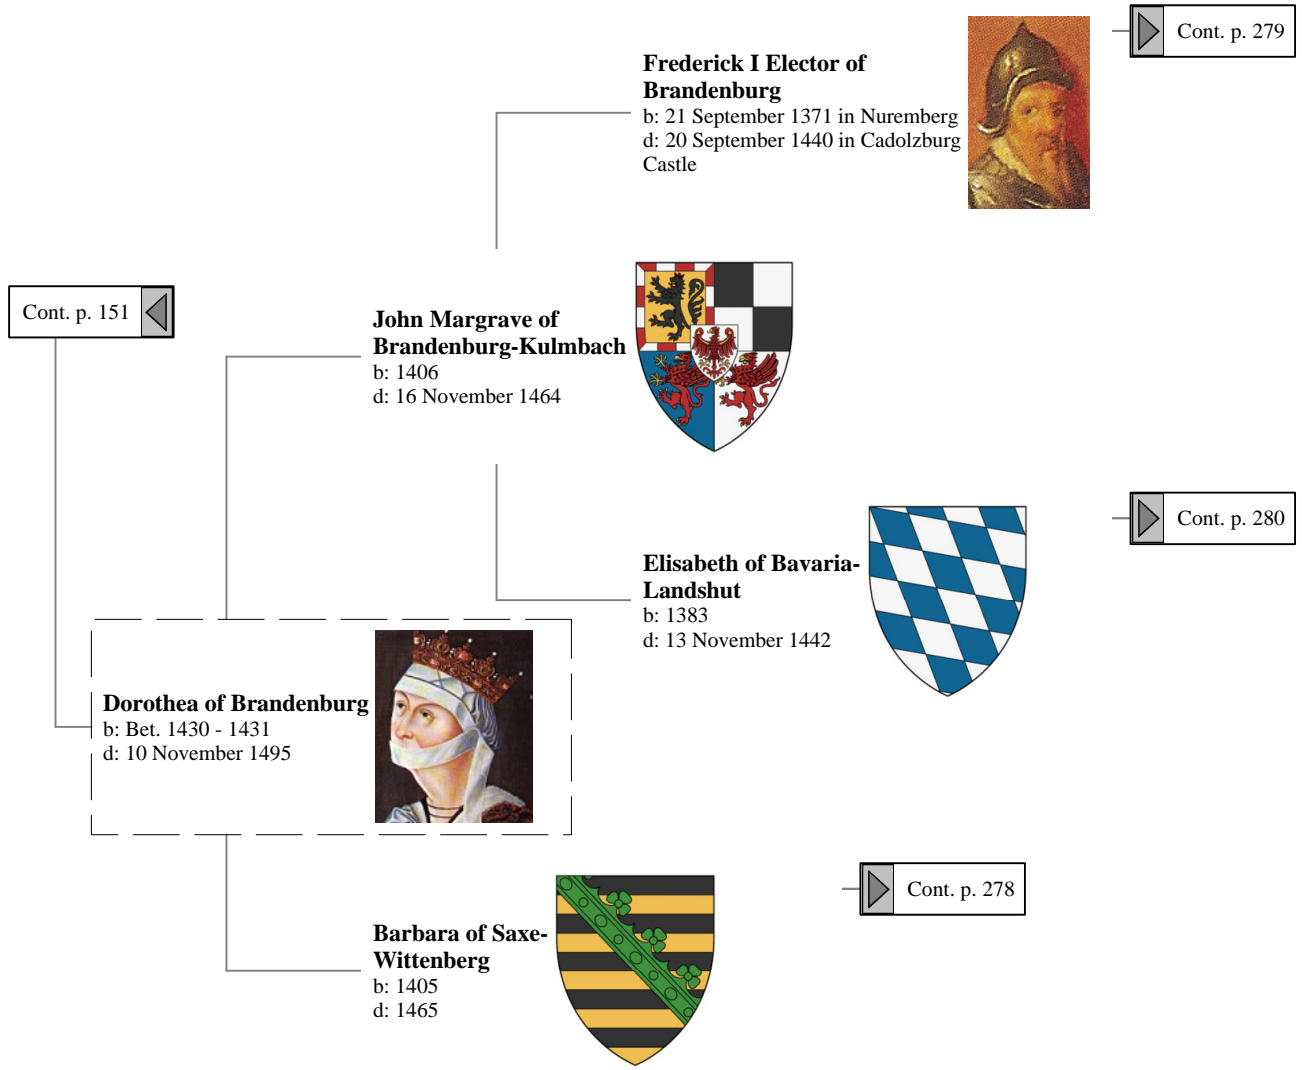 Cont. p. 279
Frederick I Elector of
Brandenburg
b: 21 September 1371 in Nuremberg
d: 20 September 1440 in Cadolzburg
Castle
Cont. p. 151
John Margrave of
Brandenburg-Kulmbach
b: 1406
d: 16 November 1464
Cont. p. 280
Elisabeth of Bavaria-
Landshut
b: 1383
d: 13 November 1442
Dorothea of Brandenburg
b: Bet. 1430 - 1431
d: 10 November 1495
Cont. p. 278
Barbara of Saxe-
Wittenberg
b: 1405
d: 1465